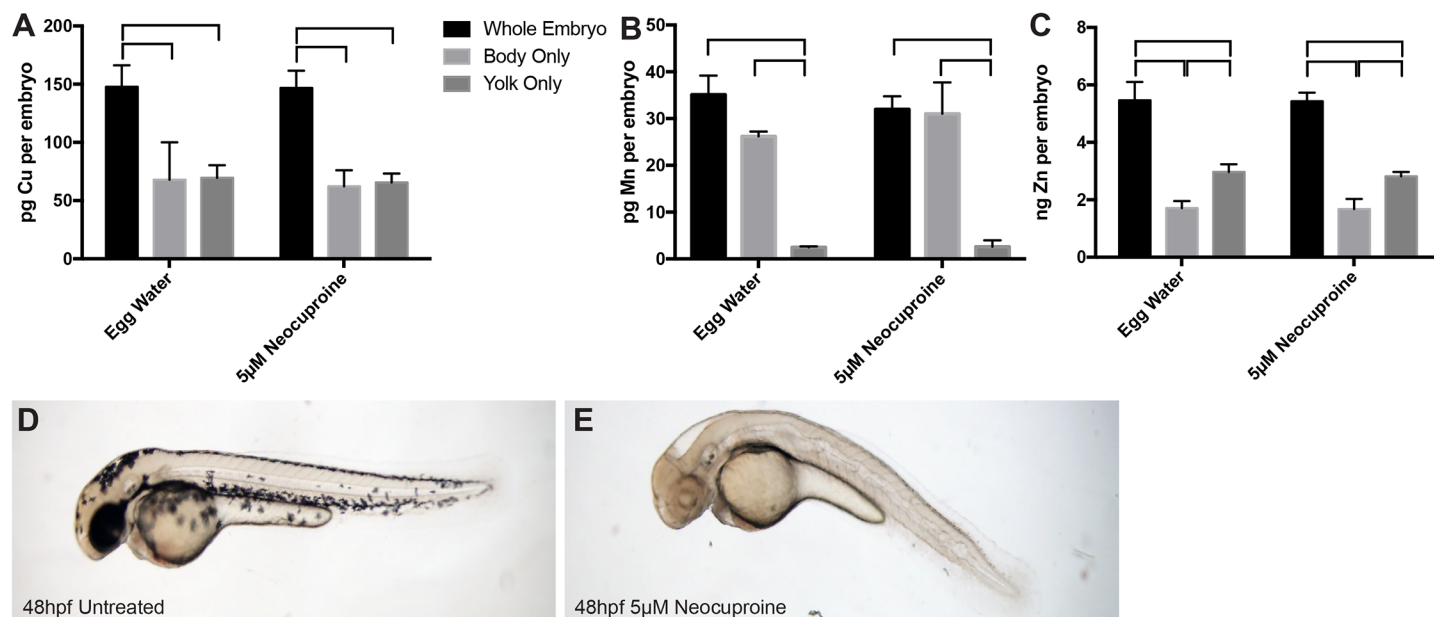 A
pg Cu per embryo
200
150
100
50
0
Egg Water
5µM Neocuproine
Whole Embryo
Body Only
Yolk Only
B
pg Mn per embryo
50
40
30
20
10
0
Egg Water
5µM Neocuproine
C
ng Zn per embryo
8
6
4
2
0
Egg Water
5µM Neocuproine
D
48hpf Untreated
E
48hpf 5µM Neocuproine